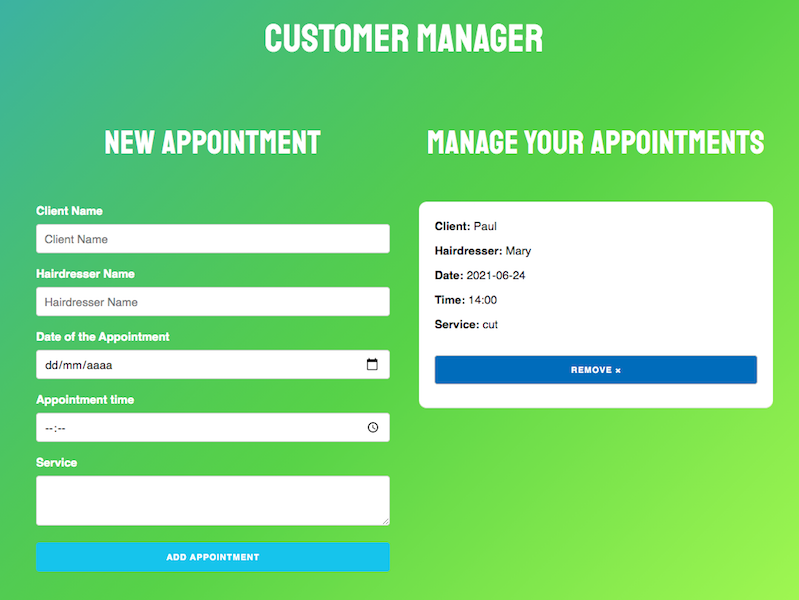 CUSTOMER MANAGER
NEW APPOINTMENT
Client Name
Client Name
Hairdresser Name
Hairdresser Name
Date of the Appointment
dd/mm/aaaa
Appointment time
--:--
Service
ADD APPOINTMENT
MANAGE YOUR APPOINTMENTS
Client: Paul
Hairdresser: Mary
Date: 2021-06-24
Time: 14:00
Service: cut
REMOVE ×